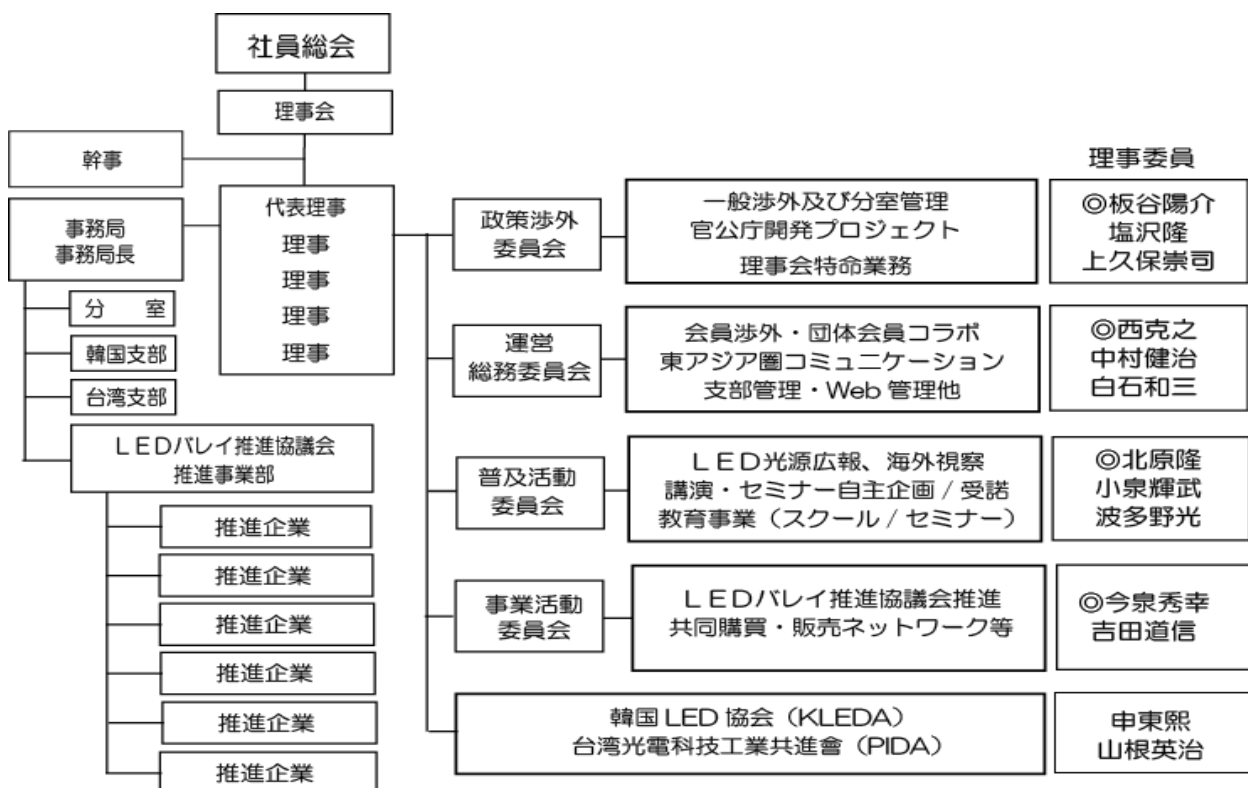 社員総会
理事会
幹事
事務局
事務局長
分　室
韓国支部
台湾支部
ＬＥＤバレイ推進協議会
推進事業部
推進企業
推進企業
推進企業
推進企業
推進企業
推進企業
代表理事
理事
理事
理事
理事
理事委員
政策渉外
委員会
一般渉外及び分室管理
官公庁開発プロジェクト
理事会特命業務
◎板谷陽介
塩沢隆
上久保崇司
運営
総務委員会
会員渉外・団体会員コラボ
東アジア圏コミュニケーション
支部管理・Web 管理他
◎西克之
中村健治
白石和三
普及活動
委員会
ＬＥＤ光源広報、海外視察
講演・セミナー自主企画 / 受諾
教育事業（スクール / セミナー）
◎北原隆
小泉輝武
波多野光
事業活動
委員会
ＬＥＤバレイ推進協議会推進
共同購買・販売ネットワーク等
◎今泉秀幸
吉田道信
韓国 LED 協会（KLEDA）
台湾光電科技工業共進會（PIDA）
申東熙
山根英治